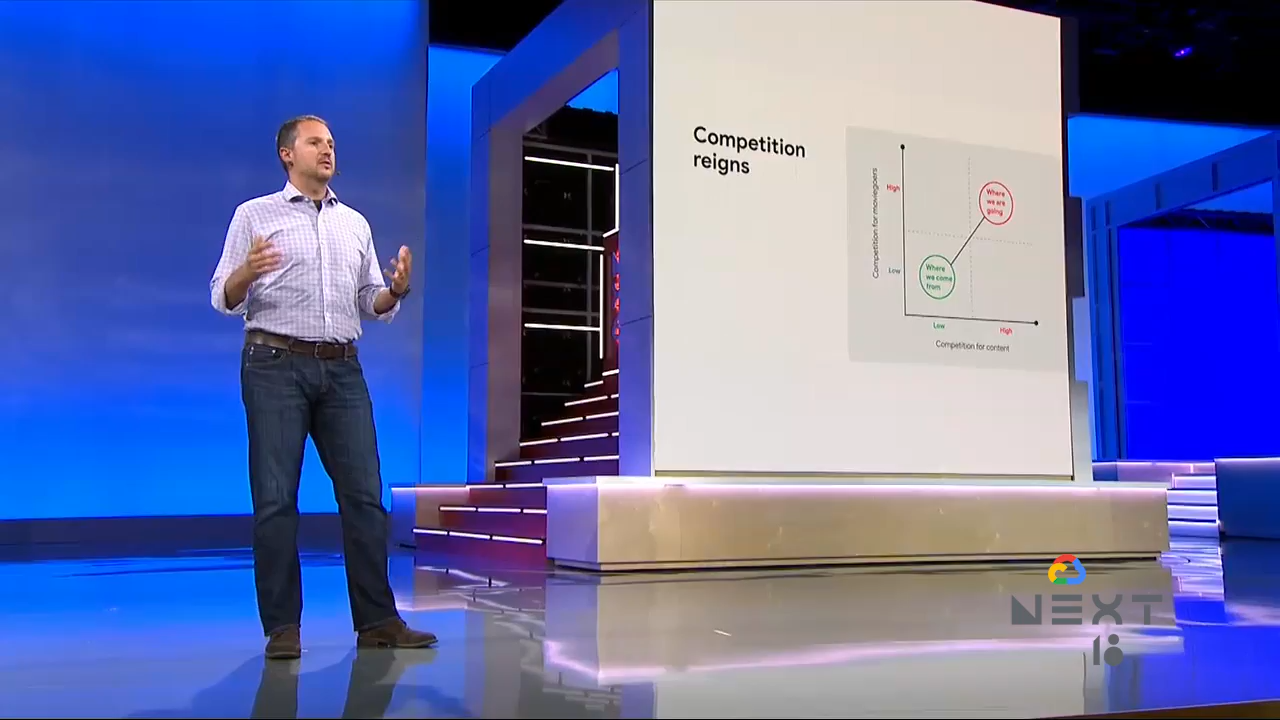 Competition
reigns
Competition for moviegoers
High
Low
Where
we are
going
Where
we come
from
Low
High
Competition for content
NEXT
18